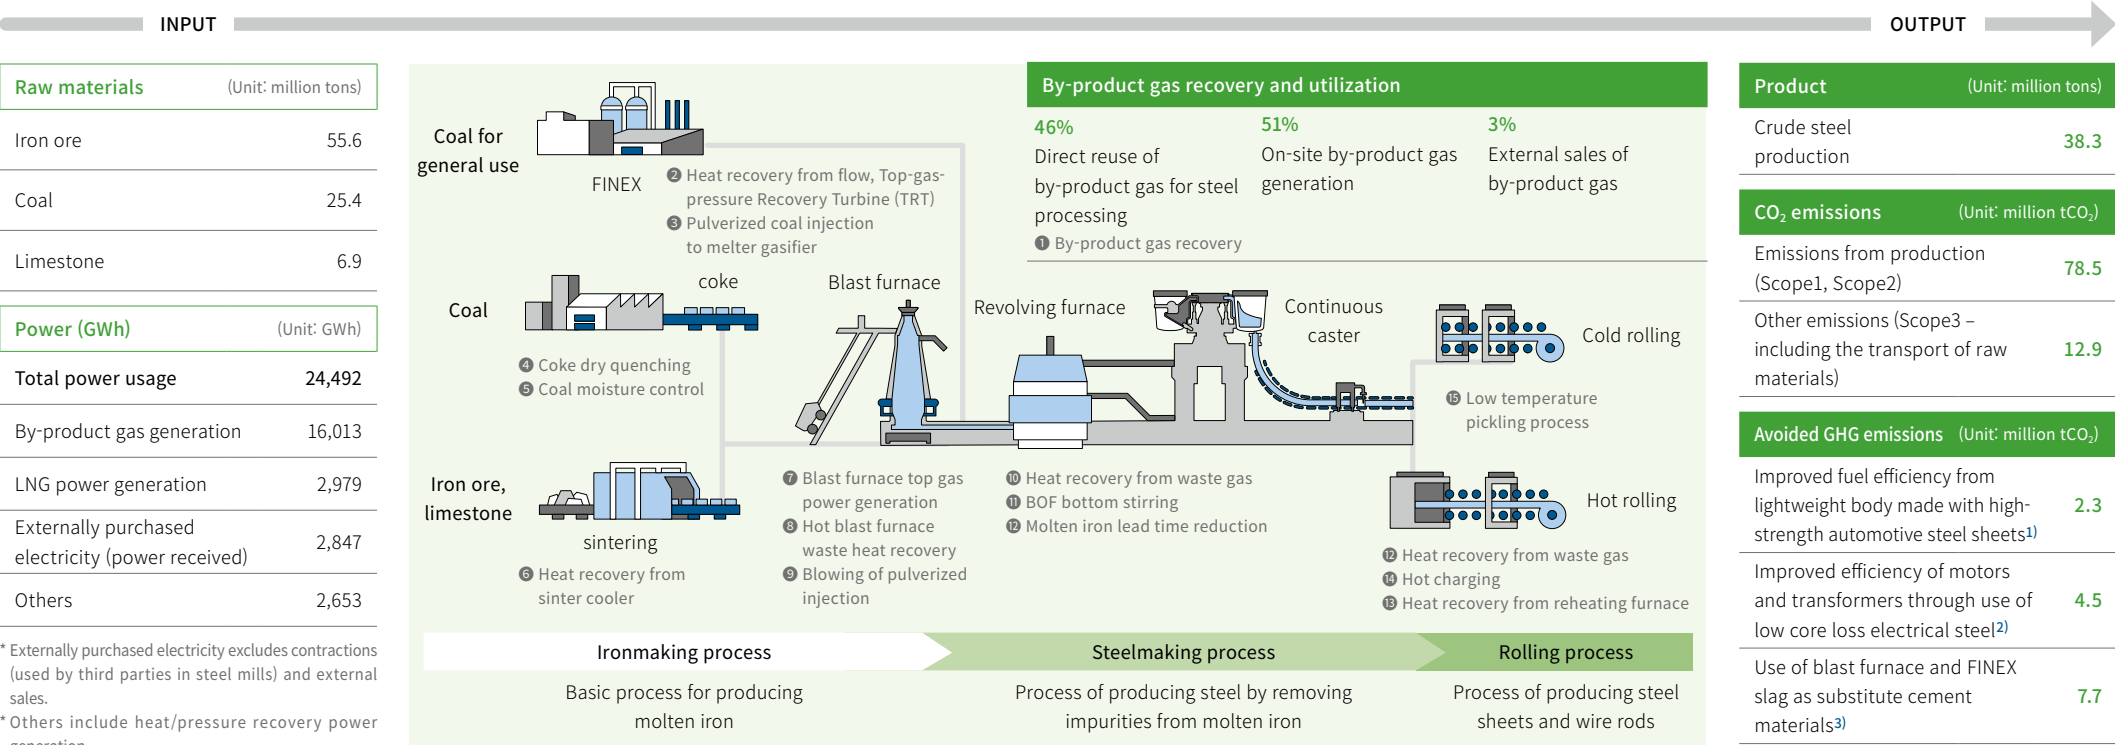 INPUT
OUTPUT
Raw materials (Unit: million tons)
Iron ore 55.6
Coal 25.4
Limestone 6.9
Power (GWh) (Unit: GWh)
Total power usage 24,492
By-product gas generation 16,013
LNG power generation 2,979
Externally purchased
electricity (power received) 2,847
Others 2,653
* Externally purchased electricity excludes contractions
(used by third parties in steel mills) and external
sales.
* Others include heat/pressure recovery power
generation
Coal for
general use
FINEX
❷ Heat recovery from flow, Top-gas-
pressure Recovery Turbine (TRT)
❸ Pulverized coal injection
to melter gasifier
By-product gas recovery and utilization
46%
Direct reuse of
by-product gas for steel
processing
❶ By-product gas recovery
51%
On-site by-product gas
generation
3%
External sales of
by-product gas
Coal
coke
❹ Coke dry quenching
❺ Coal moisture control
Blast furnace
Revolving furnace
Continuous
caster
Cold rolling
⓯ Low temperature
pickling process
Iron ore,
limestone
sintering
❻ Heat recovery from
sinter cooler
❼ Blast furnace top gas
power generation
❽ Hot blast furnace
waste heat recovery
❾ Blowing of pulverized
injection
❿ Heat recovery from waste gas
⓫ BOF bottom stirring
⓬ Molten iron lead time reduction
Hot rolling
⓬ Heat recovery from waste gas
⓮ Hot charging
⓭ Heat recovery from reheating furnace
Ironmaking process
Basic process for producing
molten iron
Steelmaking process
Process of producing steel by removing
impurities from molten iron
Rolling process
Process of producing steel
sheets and wire rods
Product (Unit: million tons)
Crude steel
production 38.3
CO₂ emissions (Unit: million tCO₂)
Emissions from production
(Scope1, Scope2) 78.5
Other emissions (Scope3 –
including the transport of raw
materials) 12.9
Avoided GHG emissions (Unit: million tCO₂)
Improved fuel efficiency from
lightweight body made with high-
strength automotive steel sheets1) 2.3
Improved efficiency of motors
and transformers through use of
low core loss electrical steel2) 4.5
Use of blast furnace and FINEX
slag as substitute cement
materials3) 7.7